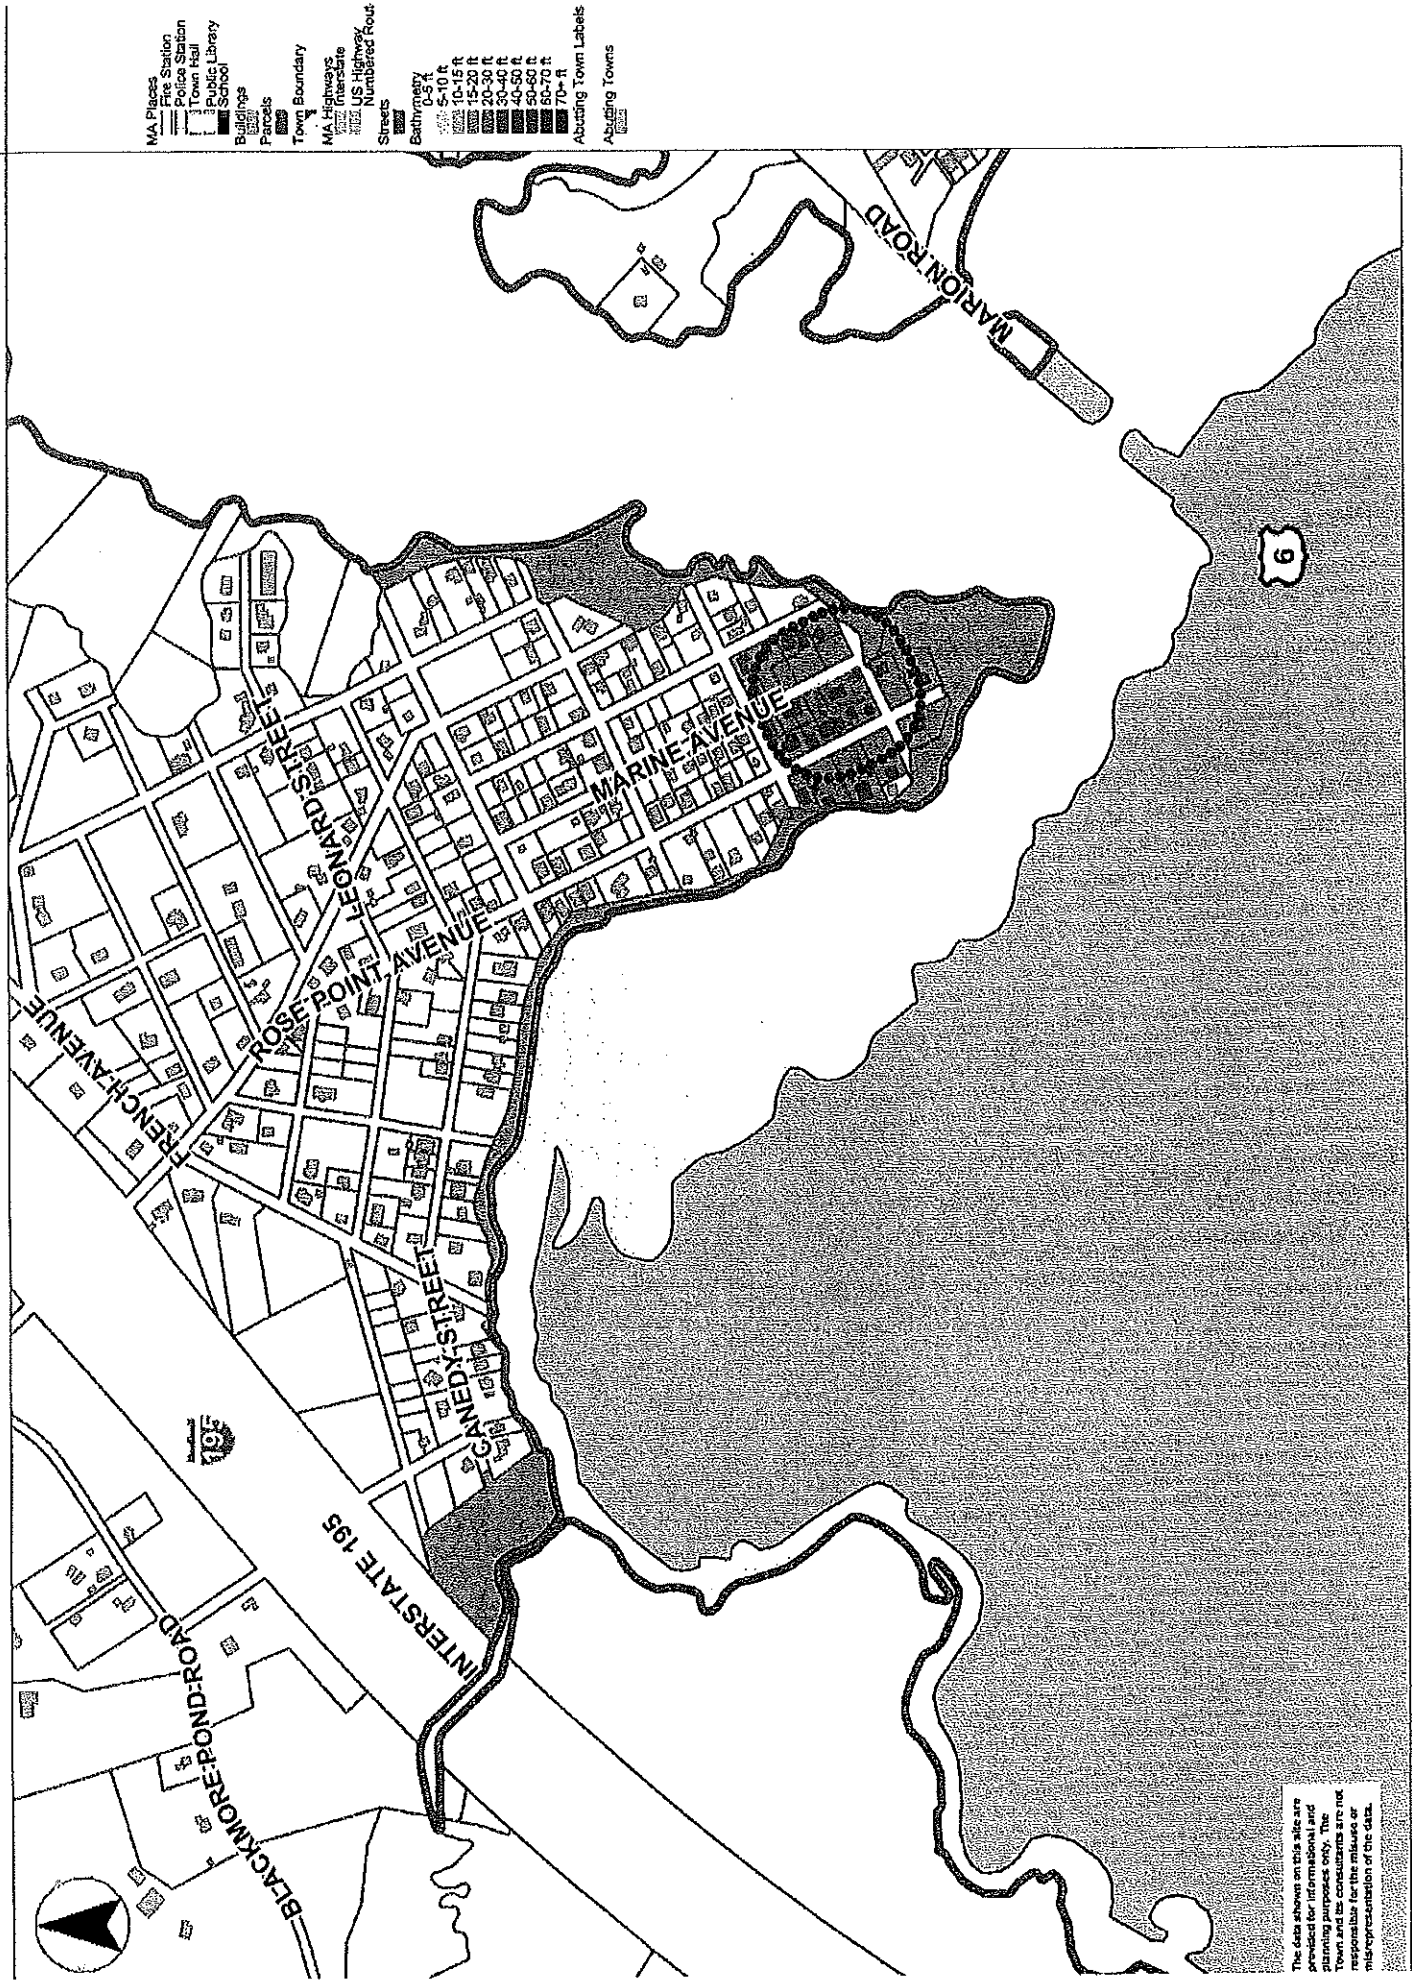 MA Places
Fire Station
Police Station
Town Hall
Public Library
School
Buildings
Parcels
Town Boundary
MA Highways
Interstate
US Highway
Numbered Rout
Streets
Bathymetry
0-5 ft
5-10 ft
10-15 ft
15-20 ft
20-30 ft
30-40 ft
40-50 ft
50-60 ft
60-70 ft
70+ ft
Abutting Town Labels
Abutting Towns
BLACKMORE POND ROAD
INTERSTATE 195
195
FRENCH AVENUE
ROSE POINT AVENUE
LEONARD STREET
CANEDY STREET
MARINE AVENUE
MARION ROAD
6
The data shown on this site are
provided for informational and
planning purposes only. The
Town and its consultants are not
responsible for the misuse or
misrepresentation of the data.